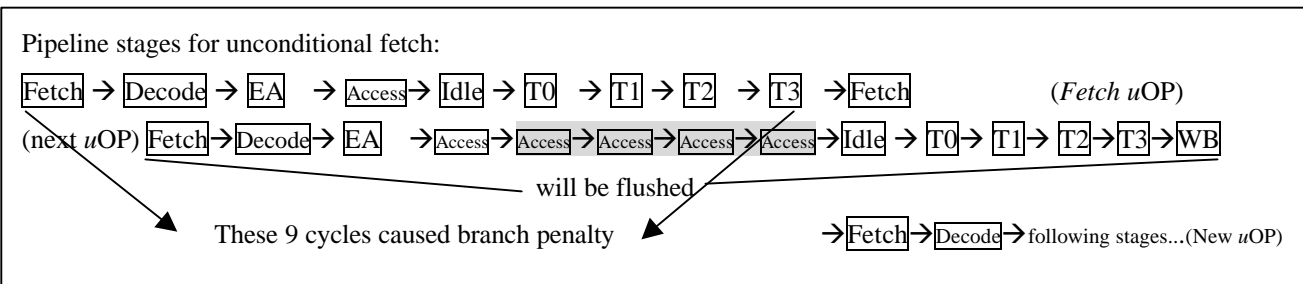 Pipeline stages for unconditional fetch:
Fetch → Decode → EA → Access → Idle → T0 → T1 → T2 → T3 → Fetch (Fetch uOP)
(next uOP) Fetch → Decode → EA → Access → Access → Access → Access → Access → Idle → T0 → T1 → T2 → T3 → WB
will be flushed
These 9 cycles caused branch penalty → Fetch → Decode → following stages...(New uOP)